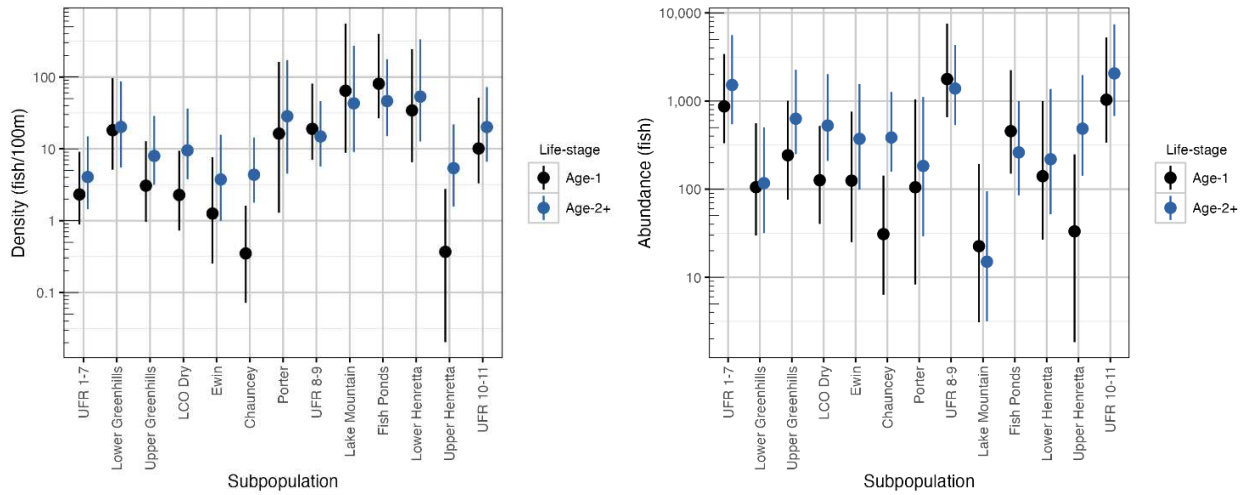 Density (fish/100m)
100
10
1
0.1
UFR 1-7
Lower Greenhills
Upper Greenhills
LCO Dry
Ewin
Chauncey
Porter
UFR 8-9
Lake Mountain
Fish Ponds
Lower Henretta
Upper Henretta
UFR 10-11
Subpopulation
Life-stage
Age-1
Age-2+
Abundance (fish)
10,000
1,000
100
10
UFR 1-7
Lower Greenhills
Upper Greenhills
LCO Dry
Ewin
Chauncey
Porter
UFR 8-9
Lake Mountain
Fish Ponds
Lower Henretta
Upper Henretta
UFR 10-11
Subpopulation
Life-stage
Age-1
Age-2+